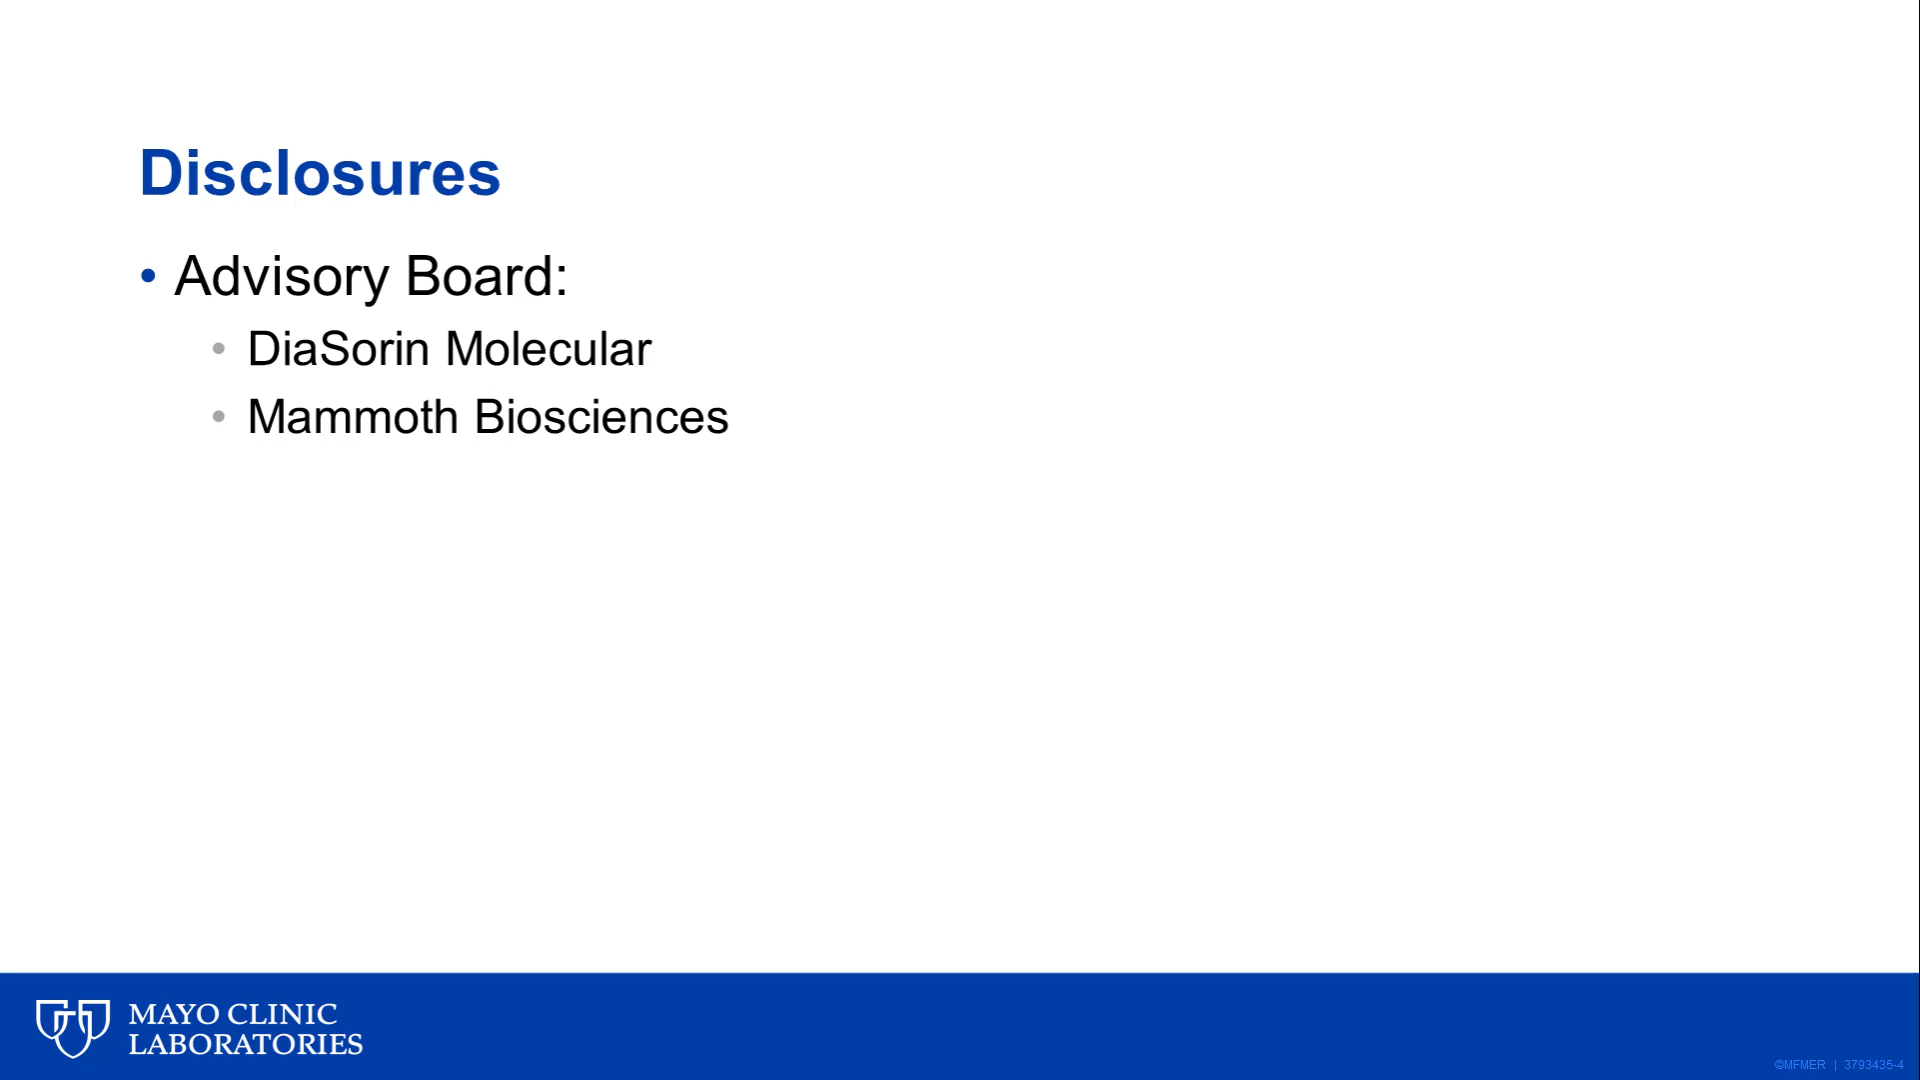 Disclosures
• Advisory Board:
• DiaSorin Molecular
• Mammoth Biosciences
MAYO CLINIC
LABORATORIES
©MFMER | 3793435-4